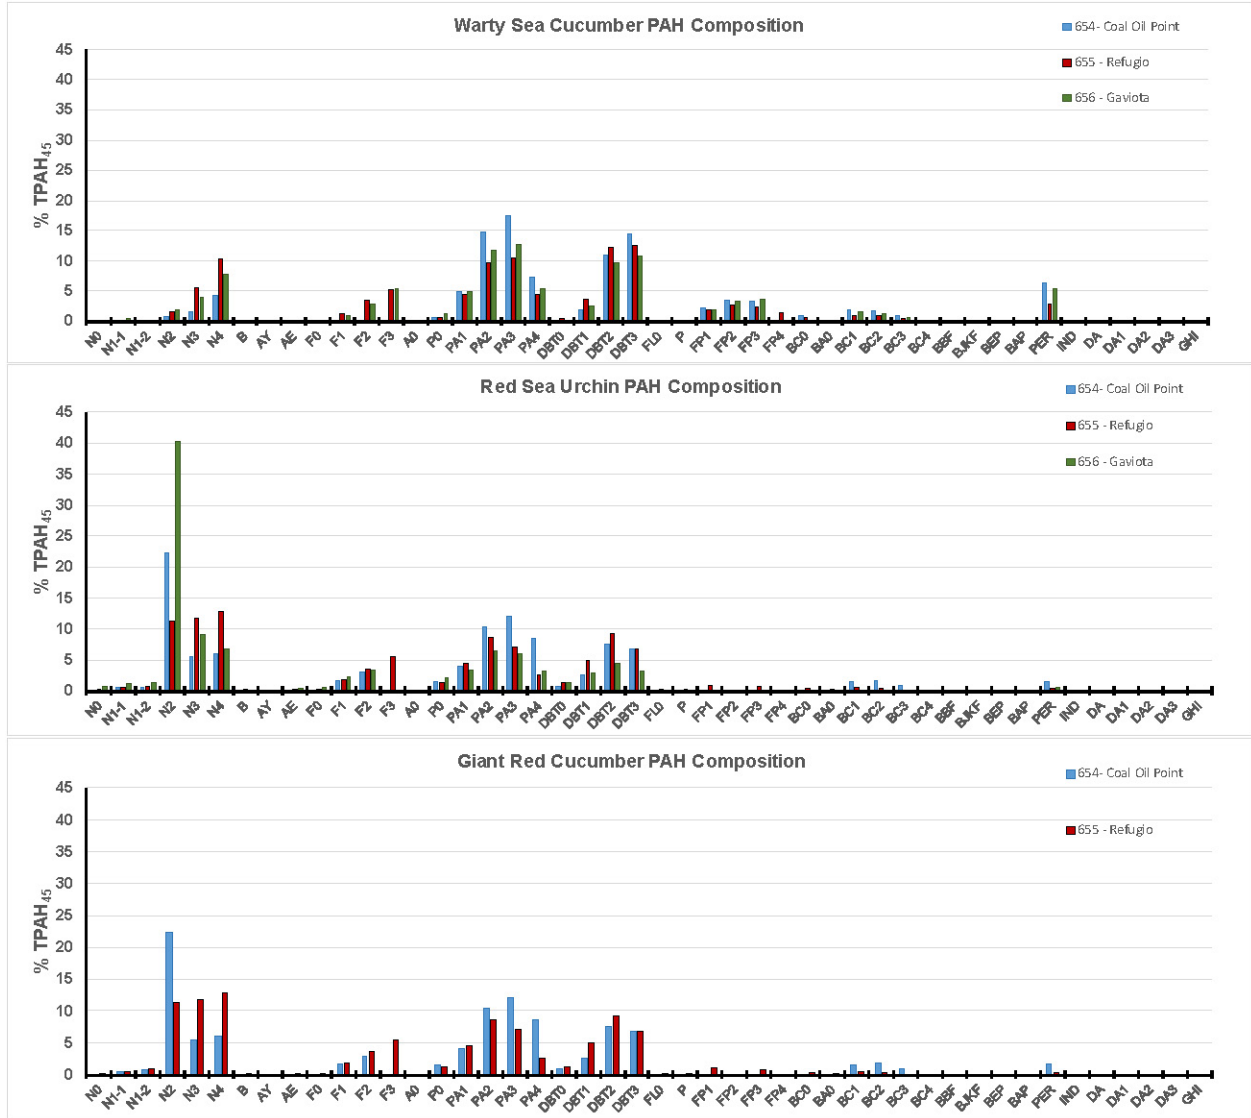 Warty Sea Cucumber PAH Composition
654- Coal Oil Point
655 - Refugio
656 - Gaviota
% TPAH45
45
40
35
30
25
20
15
10
5
0
N0 N1-1 N1-2 N2 N3 N4 B AY AE F0 F1 F2 F3 A0 P0 PA1 PA2 PA3 PA4 DBT0 DBT1 DBT2 DBT3 FL0 P FP1 FP2 FP3 FP4 BC0 BA0 BC1 BC2 BC3 BC4 BBF BJKF BEP BAP PER IND DA DA1 DA2 DA3 GHI
Red Sea Urchin PAH Composition
654- Coal Oil Point
655 - Refugio
656 - Gaviota
% TPAH45
45
40
35
30
25
20
15
10
5
0
N0 N1-1 N1-2 N2 N3 N4 B AY AE F0 F1 F2 F3 A0 P0 PA1 PA2 PA3 PA4 DBT0 DBT1 DBT2 DBT3 FL0 P FP1 FP2 FP3 FP4 BC0 BA0 BC1 BC2 BC3 BC4 BBF BJKF BEP BAP PER IND DA DA1 DA2 DA3 GHI
Giant Red Cucumber PAH Composition
654- Coal Oil Point
655 - Refugio
% TPAH45
45
40
35
30
25
20
15
10
5
0
N0 N1-1 N1-2 N2 N3 N4 B AY AE F0 F1 F2 F3 A0 P0 PA1 PA2 PA3 PA4 DBT0 DBT1 DBT2 DBT3 FL0 P FP1 FP2 FP3 FP4 BC0 BA0 BC1 BC2 BC3 BC4 BBF BJKF BEP BAP PER IND DA DA1 DA2 DA3 GHI